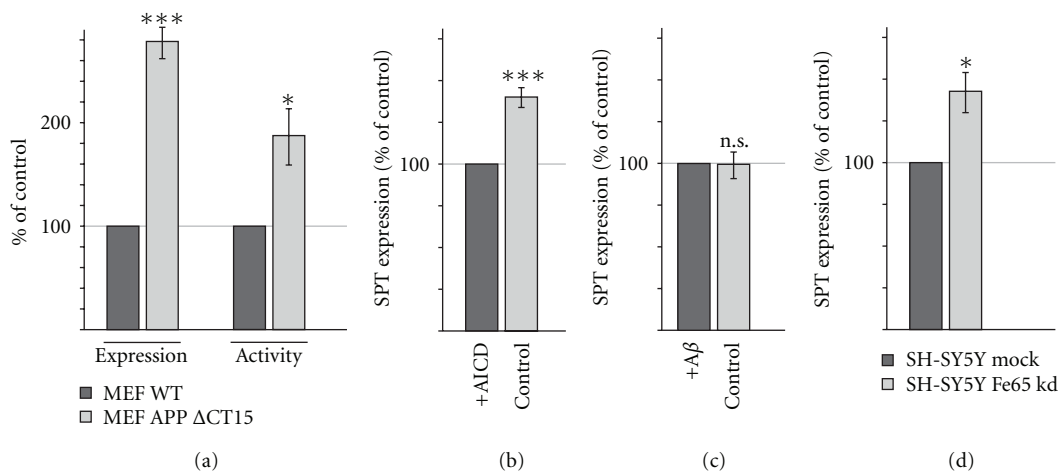 % of control
200
100
***
*
Expression
Activity
MEF WT
MEF APP ΔCT15
(a)
SPT expression (% of control)
100
***
+AICD
Control
(b)
SPT expression (% of control)
100
n.s.
+Aβ
Control
(c)
SPT expression (% of control)
100
*
SH-SY5Y mock
SH-SY5Y Fe65 kd
(d)